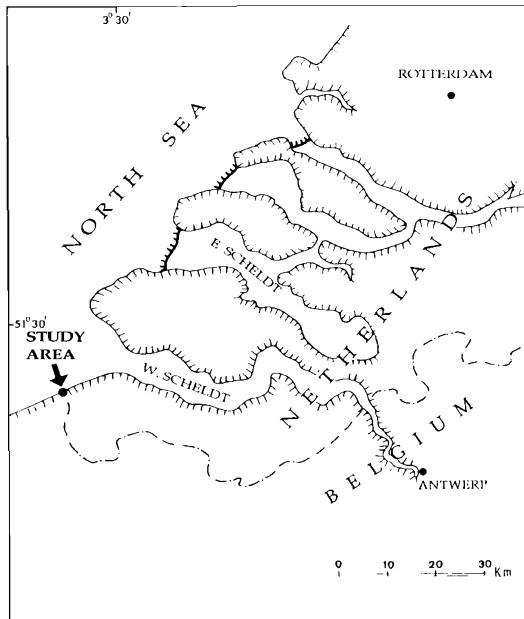 3°30'
ROTTERDAM
NORTH SEA
E. SCHELDT
NETHERLANDS
51°30'
STUDY
AREA
W. SCHELDT
BELGIUM
ANTWERP
0 10 20 30 Km